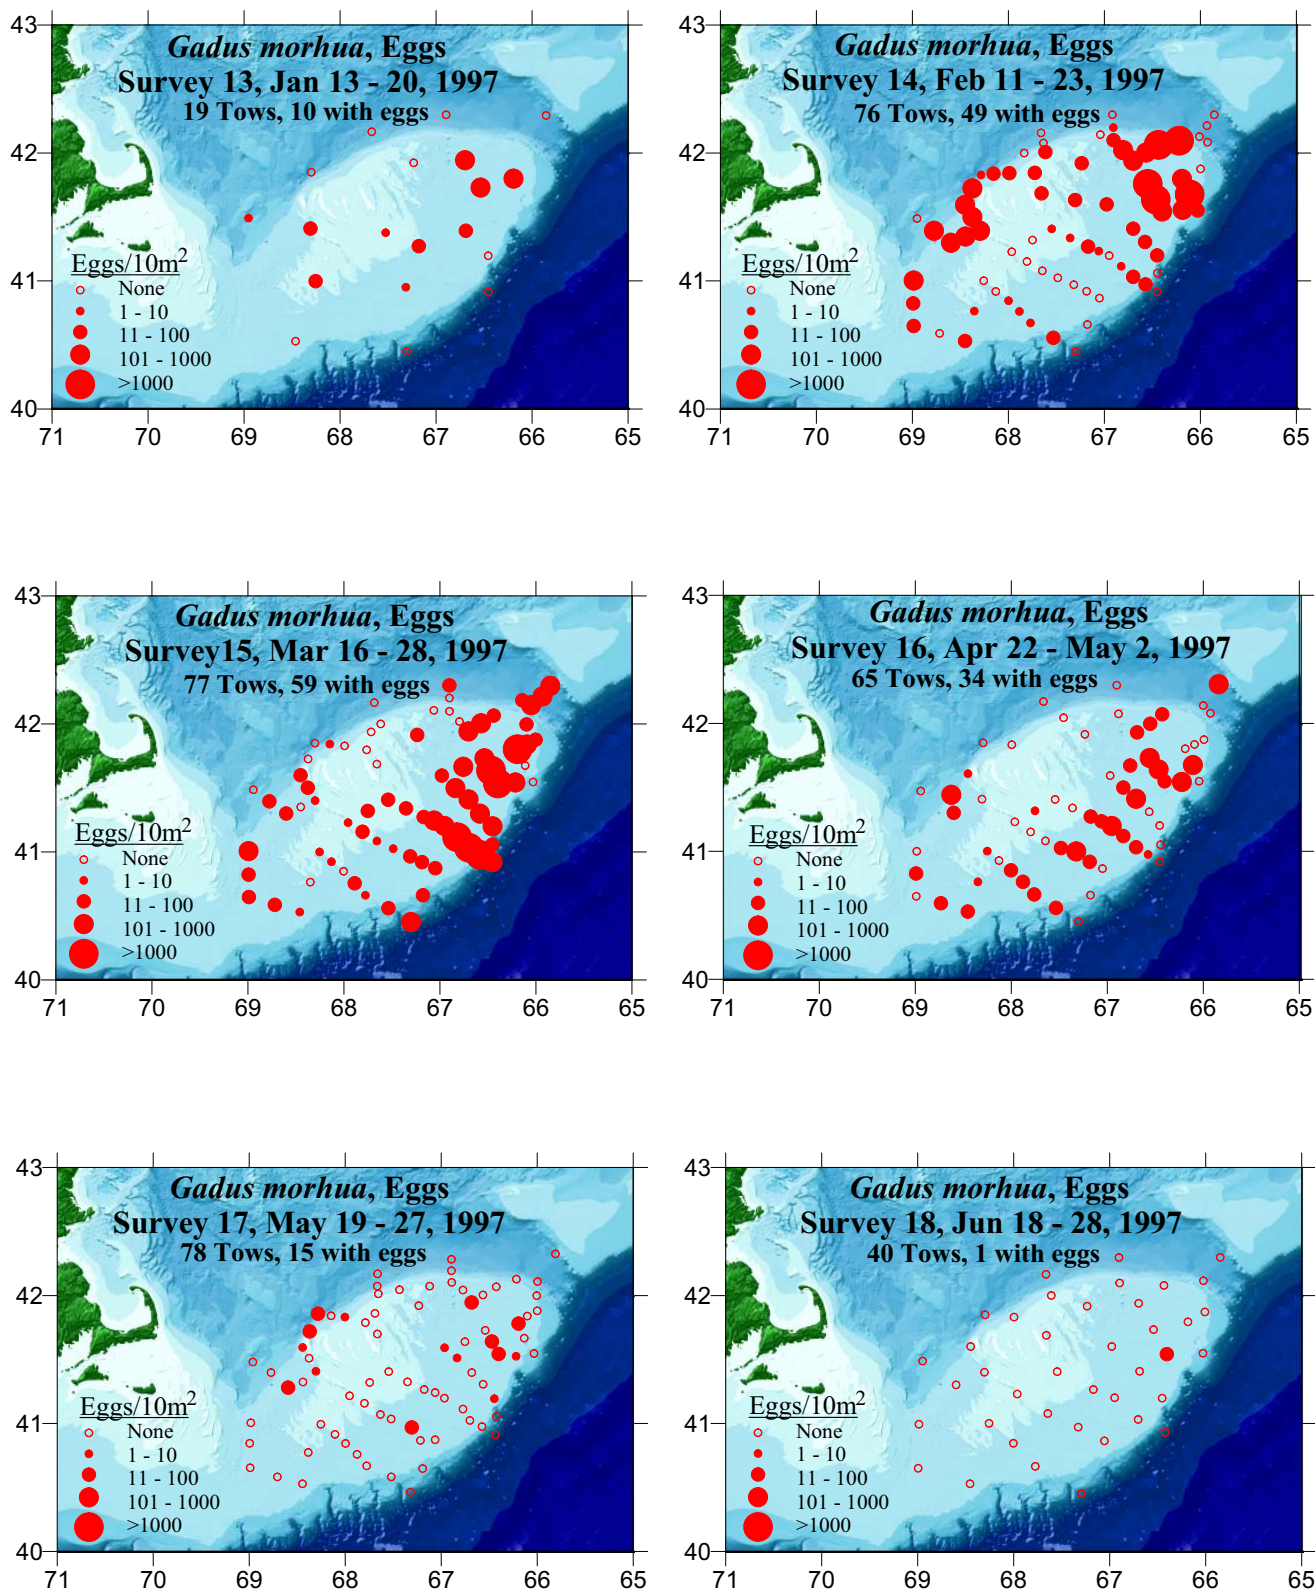 Gadus morhua, Eggs
Survey 13, Jan 13 - 20, 1997
19 Tows, 10 with eggs
Eggs/10m2
None
1 - 10
11 - 100
101 - 1000
>1000
43
42
41
40
71 70 69 68 67 66 65
Gadus morhua, Eggs
Survey 14, Feb 11 - 23, 1997
76 Tows, 49 with eggs
Eggs/10m2
None
1 - 10
11 - 100
101 - 1000
>1000
43
42
41
40
71 70 69 68 67 66 65
Gadus morhua, Eggs
Survey15, Mar 16 - 28, 1997
77 Tows, 59 with eggs
Eggs/10m2
None
1 - 10
11 - 100
101 - 1000
>1000
43
42
41
40
71 70 69 68 67 66 65
Gadus morhua, Eggs
Survey 16, Apr 22 - May 2, 1997
65 Tows, 34 with eggs
Eggs/10m2
None
1 - 10
11 - 100
101 - 1000
>1000
43
42
41
40
71 70 69 68 67 66 65
Gadus morhua, Eggs
Survey 17, May 19 - 27, 1997
78 Tows, 15 with eggs
Eggs/10m2
None
1 - 10
11 - 100
101 - 1000
>1000
43
42
41
40
71 70 69 68 67 66 65
Gadus morhua, Eggs
Survey 18, Jun 18 - 28, 1997
40 Tows, 1 with eggs
Eggs/10m2
None
1 - 10
11 - 100
101 - 1000
>1000
43
42
41
40
71 70 69 68 67 66 65